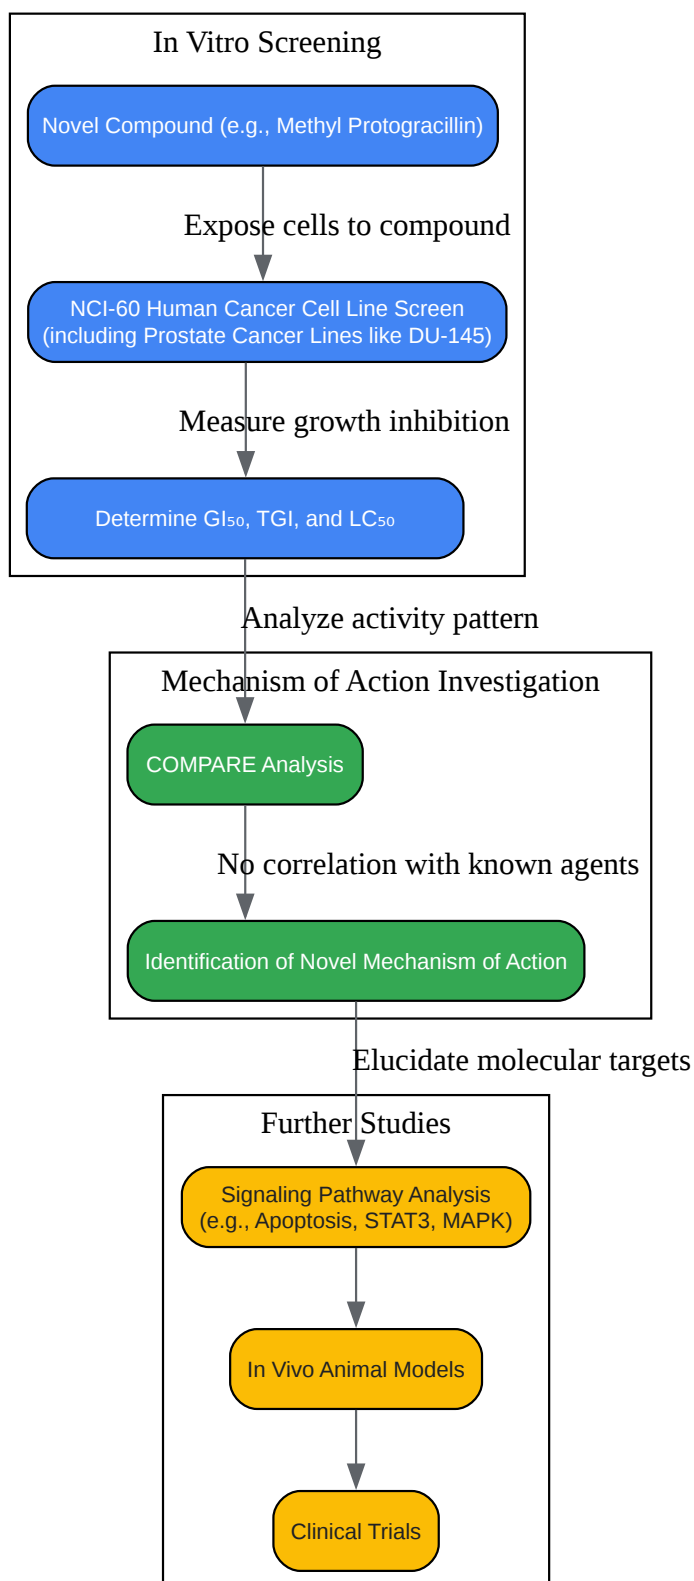 In Vitro Screening
Novel Compound (e.g., Methyl Protogracillin)
Expose cells to compound
NCI-60 Human Cancer Cell Line Screen
(including Prostate Cancer Lines like DU-145)
Measure growth inhibition
Determine GI₅₀, TGI, and LC₅₀
Analyze activity pattern
Mechanism of Action Investigation
COMPARE Analysis
No correlation with known agents
Identification of Novel Mechanism of Action
Elucidate molecular targets
Further Studies
Signaling Pathway Analysis
(e.g., Apoptosis, STAT3, MAPK)
In Vivo Animal Models
Clinical Trials